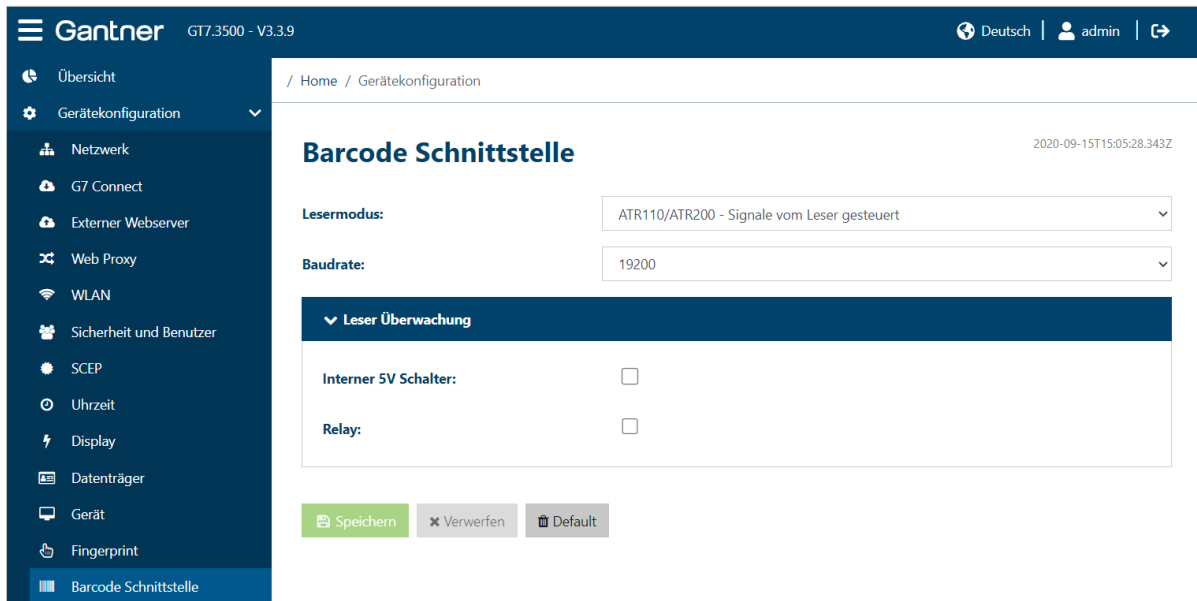 Gantner GT7.3500 - V3.3.9
Deutsch admin
Übersicht
Gerätekonfiguration
Netzwerk
G7 Connect
Externer Webserver
Web Proxy
WLAN
Sicherheit und Benutzer
SCEP
Uhrzeit
Display
Datenträger
Gerät
Fingerprint
Barcode Schnittstelle
/ Home / Gerätekonfiguration
Barcode Schnittstelle
2020-09-15T15:05:28.343Z
Lesermodus: ATR110/ATR200 - Signale vom Leser gesteuert
Baudrate: 19200
Leser Überwachung
Interner 5V Schalter:
Relay:
Speichern Verwerfen Default